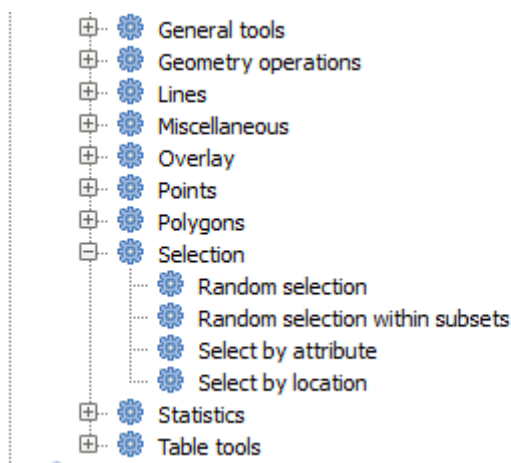 General tools
Geometry operations
Lines
Miscellaneous
Overlay
Points
Polygons
Selection
Random selection
Random selection within subsets
Select by attribute
Select by location
Statistics
Table tools